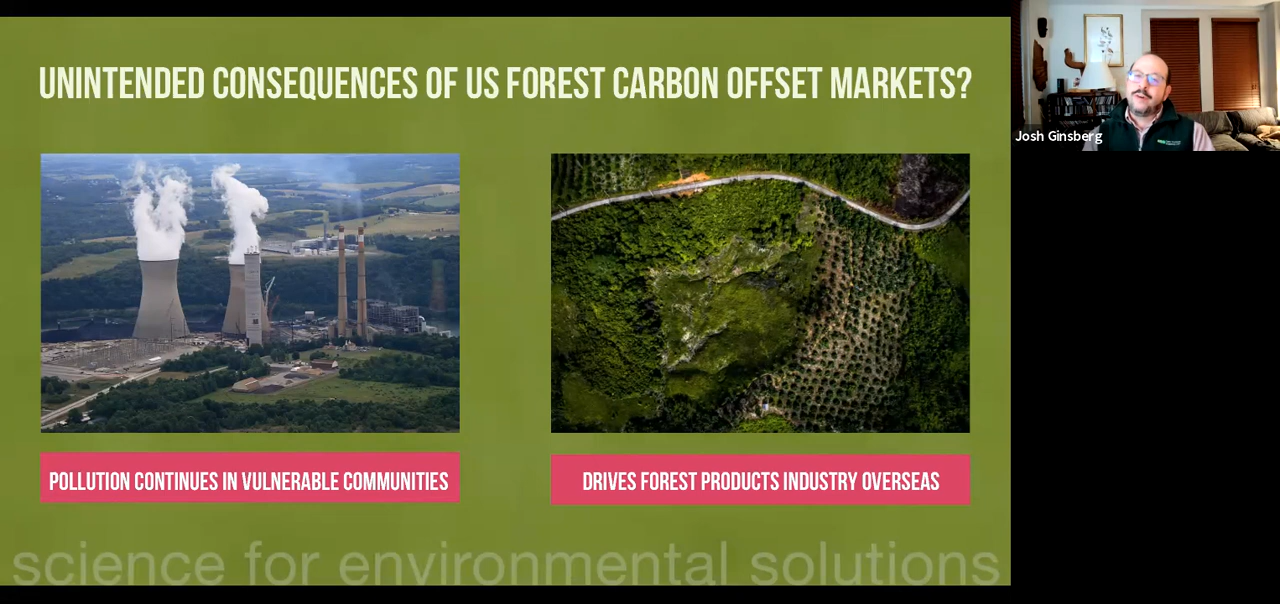 UNINTENDED CONSEQUENCES OF US FOREST CARBON OFFSET MARKETS?
Josh Ginsberg
POLLUTION CONTINUES IN VULNERABLE COMMUNITIES
DRIVES FOREST PRODUCTS INDUSTRY OVERSEAS
science for environmental solutions